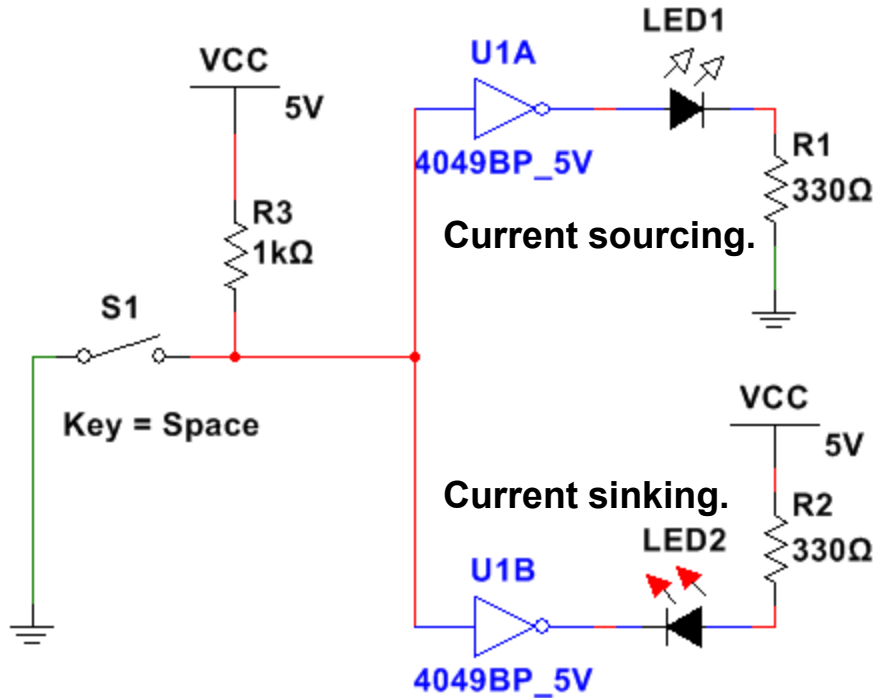 LED1
U1A
VCC
5V
4049BP_5V
R1
330Ω
R3
1kΩ
Current sourcing.
S1
Key = Space
VCC
5V
Current sinking.
R2
330Ω
LED2
U1B
4049BP_5V